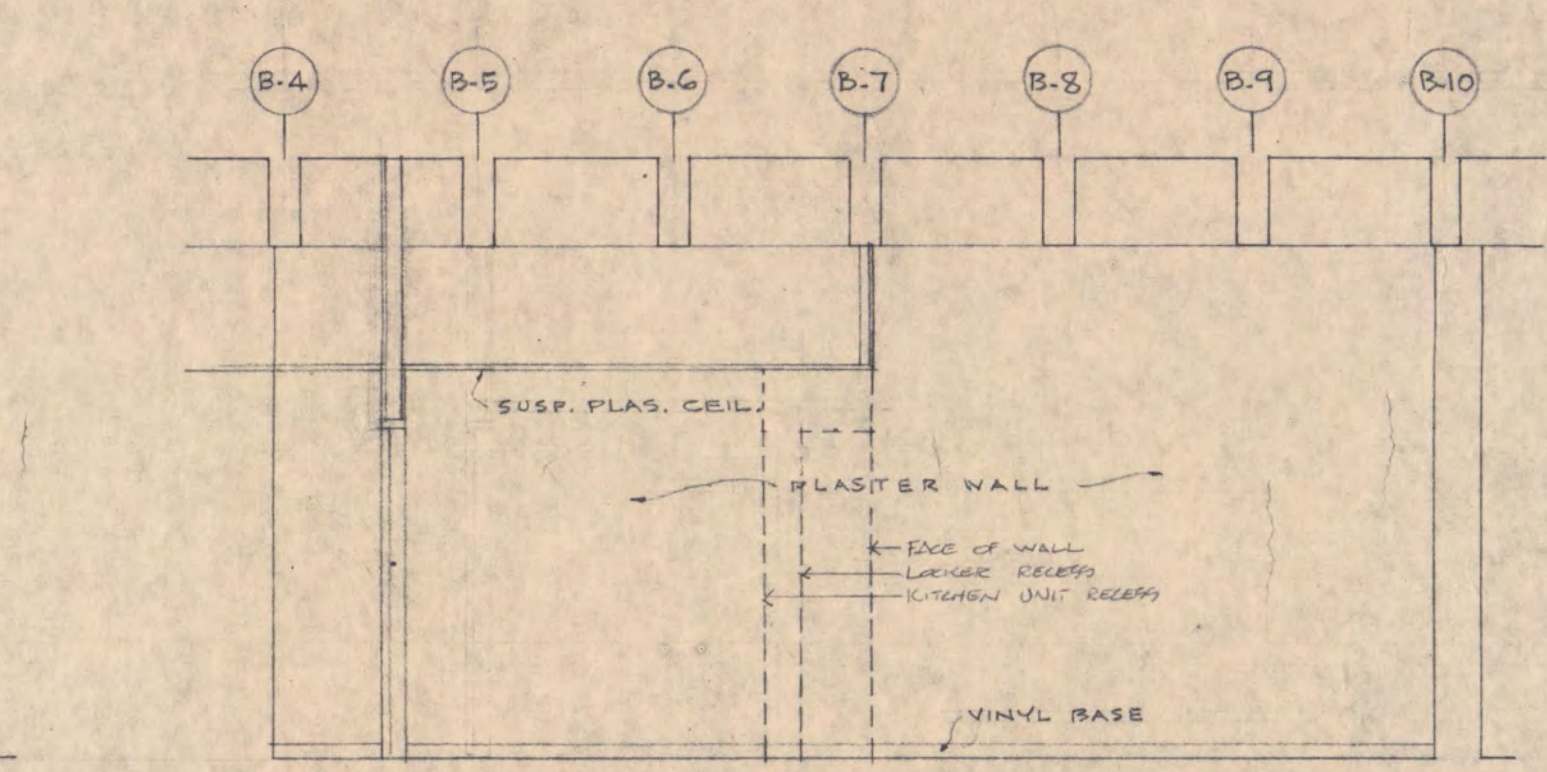 B-4 B-5 B-6 B-7 B-8 B-9 B-10
SUSP. PLAS. CEIL.
PLASTER WALL
FACE OF WALL
LOCKER RECESS
KITCHEN UNIT RECESS
VINYL BASE